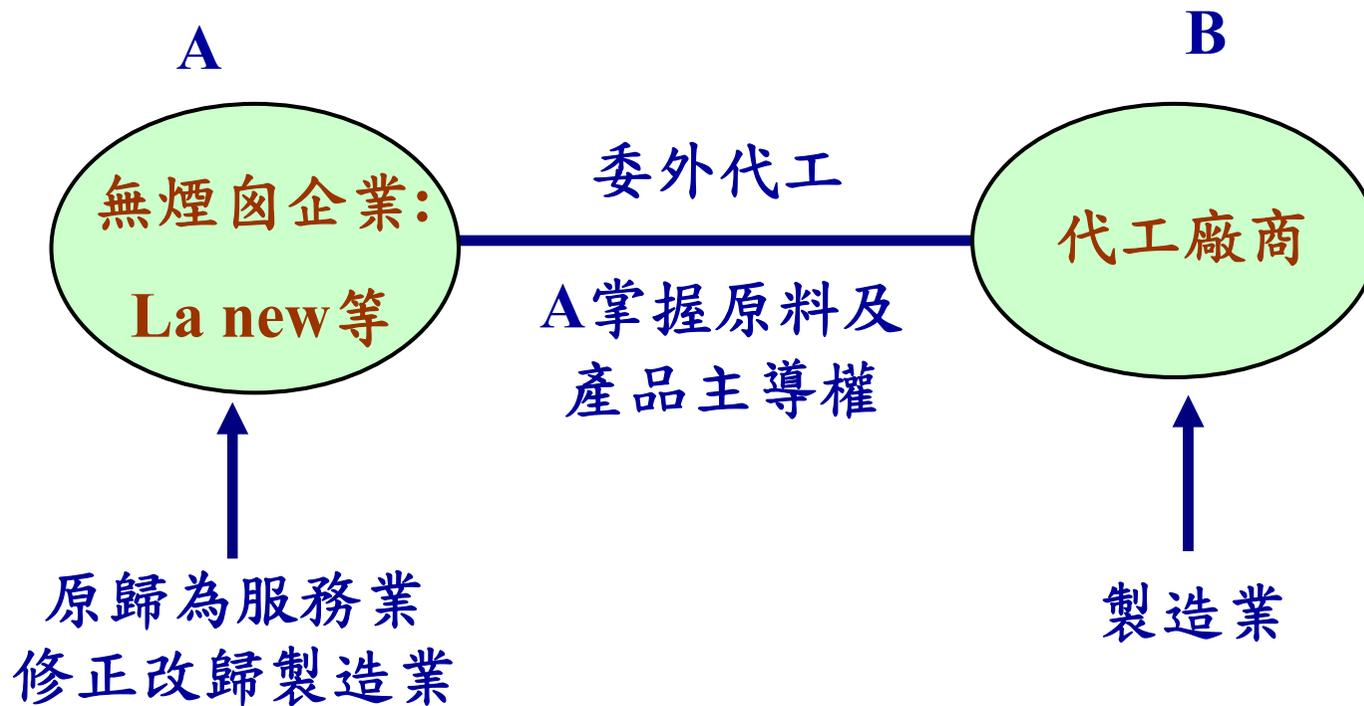 A
B
無煙囪企業:
La new等
委外代工
A掌握原料及
產品主導權
代工廠商
原歸為服務業
修正改歸製造業
製造業